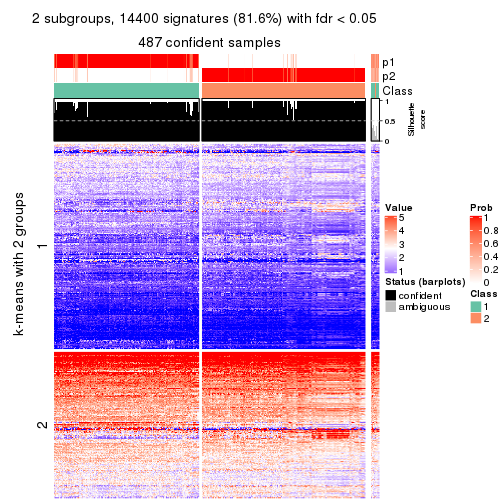 2 subgroups, 14400 signatures (81.6%) with fdr < 0.05
487 confident samples
p1
p2
Class
1
0.5
0
Silhouette
score
k-means with 2 groups
1
2
Value
5
4
3
2
1
Status (barplots)
confident
ambiguous
Prob
1
0.8
0.6
0.4
0.2
0
Class
1
2